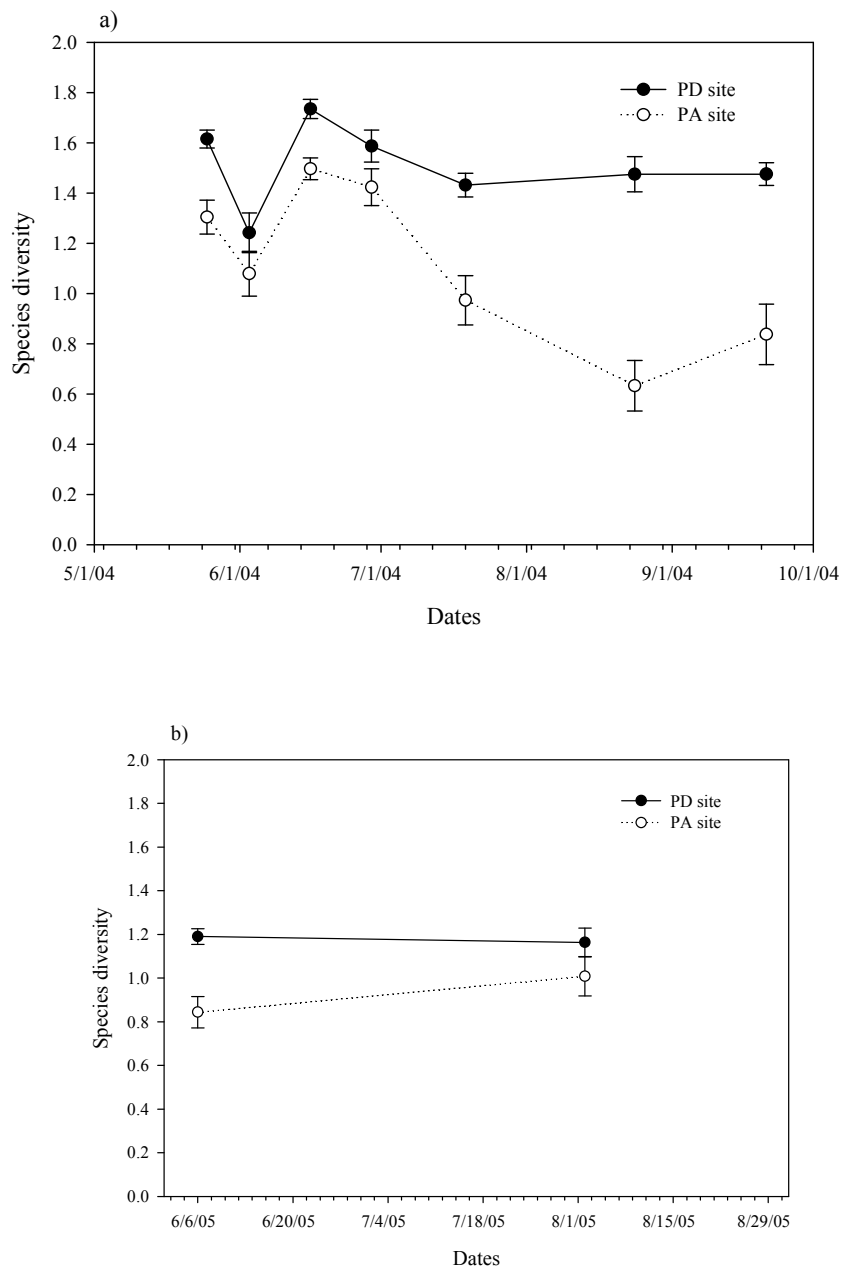 a)
2.0
1.8
1.6
1.4
1.2
1.0
0.8
0.6
0.4
0.2
0.0
Species diversity
PD site
PA site
5/1/04 6/1/04 7/1/04 8/1/04 9/1/04 10/1/04
Dates
b)
2.0
1.8
1.6
1.4
1.2
1.0
0.8
0.6
0.4
0.2
0.0
Species diversity
PD site
PA site
6/6/05 6/20/05 7/4/05 7/18/05 8/1/05 8/15/05 8/29/05
Dates